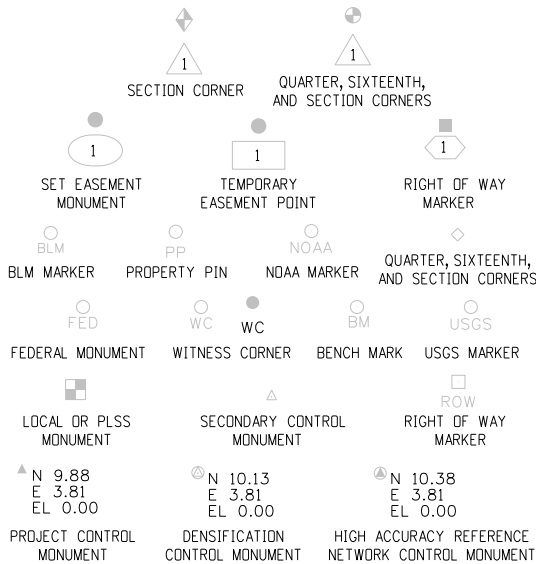 1
1
SECTION CORNER
QUARTER, SIXTEENTH,
AND SECTION CORNERS
1
1
1
SET EASEMENT
MONUMENT
TEMPORARY
EASEMENT POINT
RIGHT OF WAY
MARKER
BLM
PP
NOAA
BLM MARKER
PROPERTY PIN
NOAA MARKER
QUARTER, SIXTEENTH,
AND SECTION CORNERS
FED
WC
WC
BM
USGS
FEDERAL MONUMENT
WITNESS CORNER
BENCH MARK
USGS MARKER
ROW
LOCAL OR PLSS
MONUMENT
SECONDARY CONTROL
MONUMENT
RIGHT OF WAY
MARKER
N 9.88
E 3.81
EL 0.00
N 10.13
E 3.81
EL 0.00
N 10.38
E 3.81
EL 0.00
PROJECT CONTROL
MONUMENT
DENSIFICATION
CONTROL MONUMENT
HIGH ACCURACY REFERENCE
NETWORK CONTROL MONUMENT